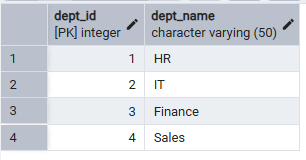 dept_id dept_name
[PK] integer character varying (50)
1 1 HR
2 2 IT
3 3 Finance
4 4 Sales